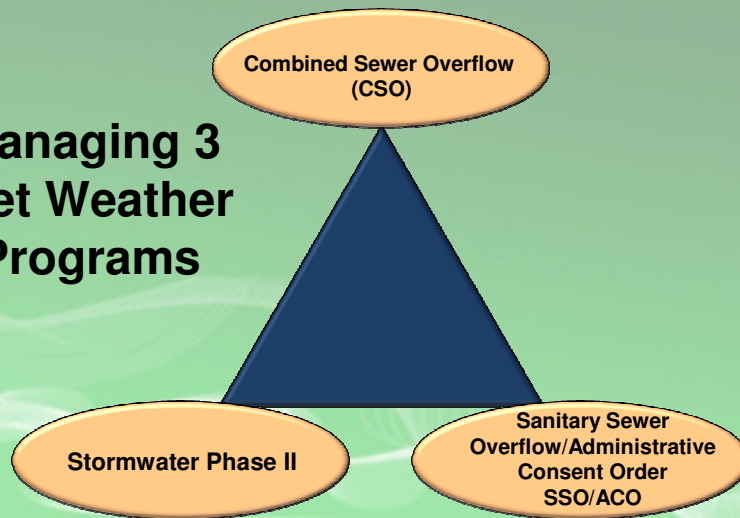 Combined Sewer Overflow
(CSO)
anaging 3
et Weather
Programs
Stormwater Phase II
Sanitary Sewer
Overflow/Administrative
Consent Order
SSO/ACO